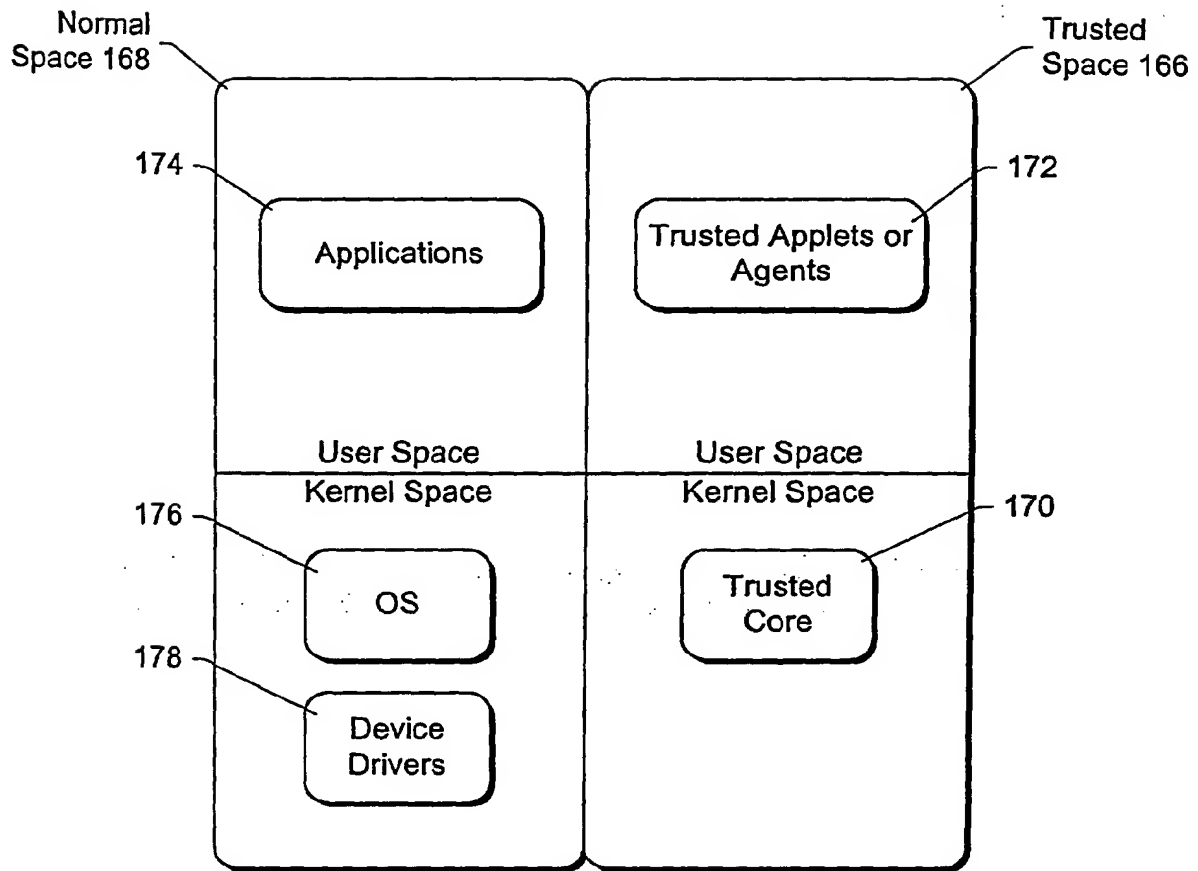 Normal
Space 168
Trusted
Space 166
174
172
Applications
Trusted Applets or
Agents
User Space
User Space
Kernel Space
Kernel Space
176
170
OS
Trusted
Core
178
Device
Drivers